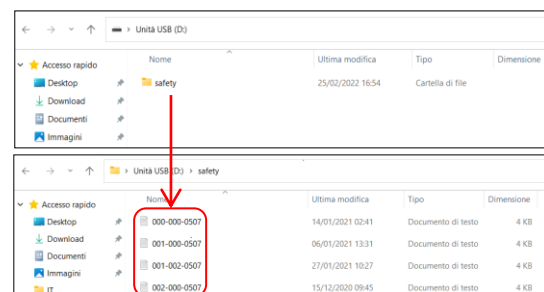 Unità USB (D:)
Nome Ultima modifica Tipo Dimensione
Accesso rapido
Desktop safety 25/02/2022 16:54 Cartella di file
Download
Documenti
Immagini
Unità USB (D:) safety
Nome Ultima modifica Tipo Dimensione
Accesso rapido
Desktop 000-000-0507 14/01/2021 02:41 Documento di testo 4 KB
Download 001-000-0507 06/01/2021 13:31 Documento di testo 4 KB
Documenti
Immagini 001-002-0507 27/01/2021 10:27 Documento di testo 4 KB
IT 002-000-0507 15/12/2020 09:45 Documento di testo 4 KB